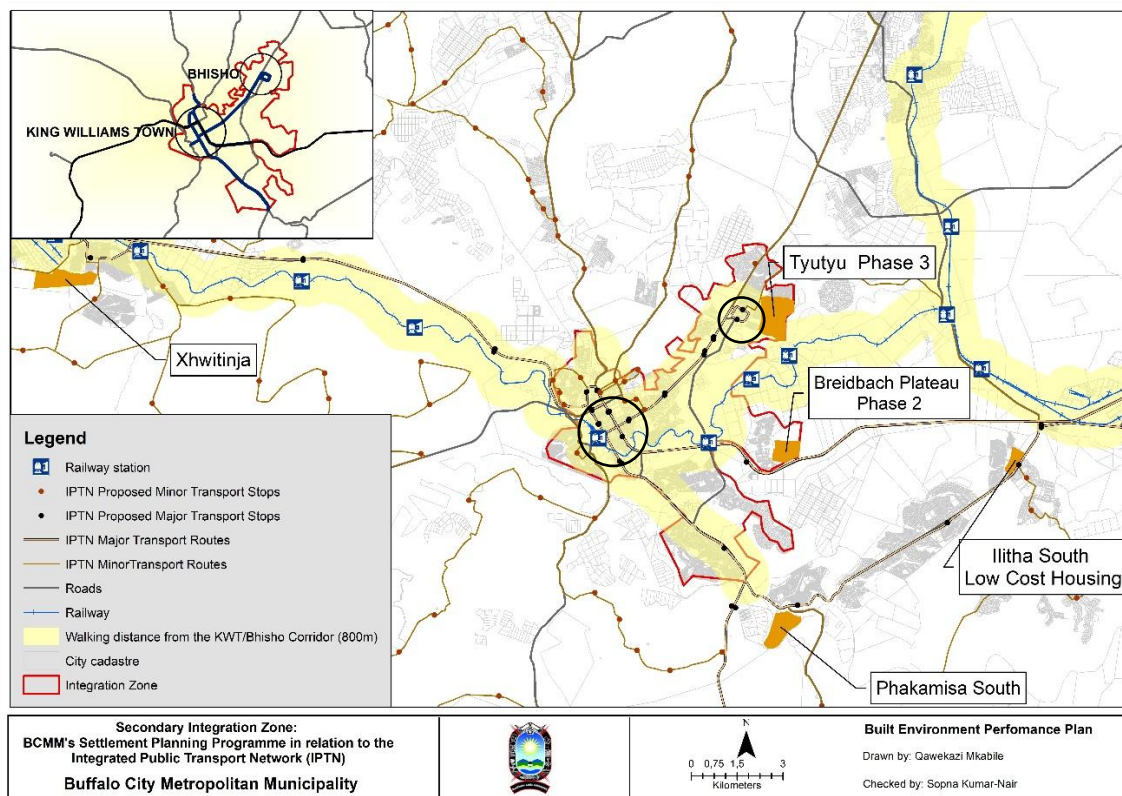 BHISHO
KING WILLIAMS TOWN
Tyutyu Phase 3
Xhwitinja
Breidbach Plateau
Phase 2
Ilitha South
Low Cost Housing
Phakamisa South
Legend
Railway station
IPTN Proposed Minor Transport Stops
IPTN Proposed Major Transport Stops
IPTN Major Transport Routes
IPTN MinorTransport Routes
Roads
Railway
Walking distance from the KWT/Bhisho Corridor (800m)
City cadastre
Integration Zone
Secondary Integration Zone:
BCMM's Settlement Planning Programme in relation to the
Integrated Public Transport Network (IPTN)
Buffalo City Metropolitan Municipality
N
0 0,75 1,5 3
Kilometers
Built Environment Perfomance Plan
Drawn by: Qawekazi Mkabile
Checked by: Sopna Kumar-Nair